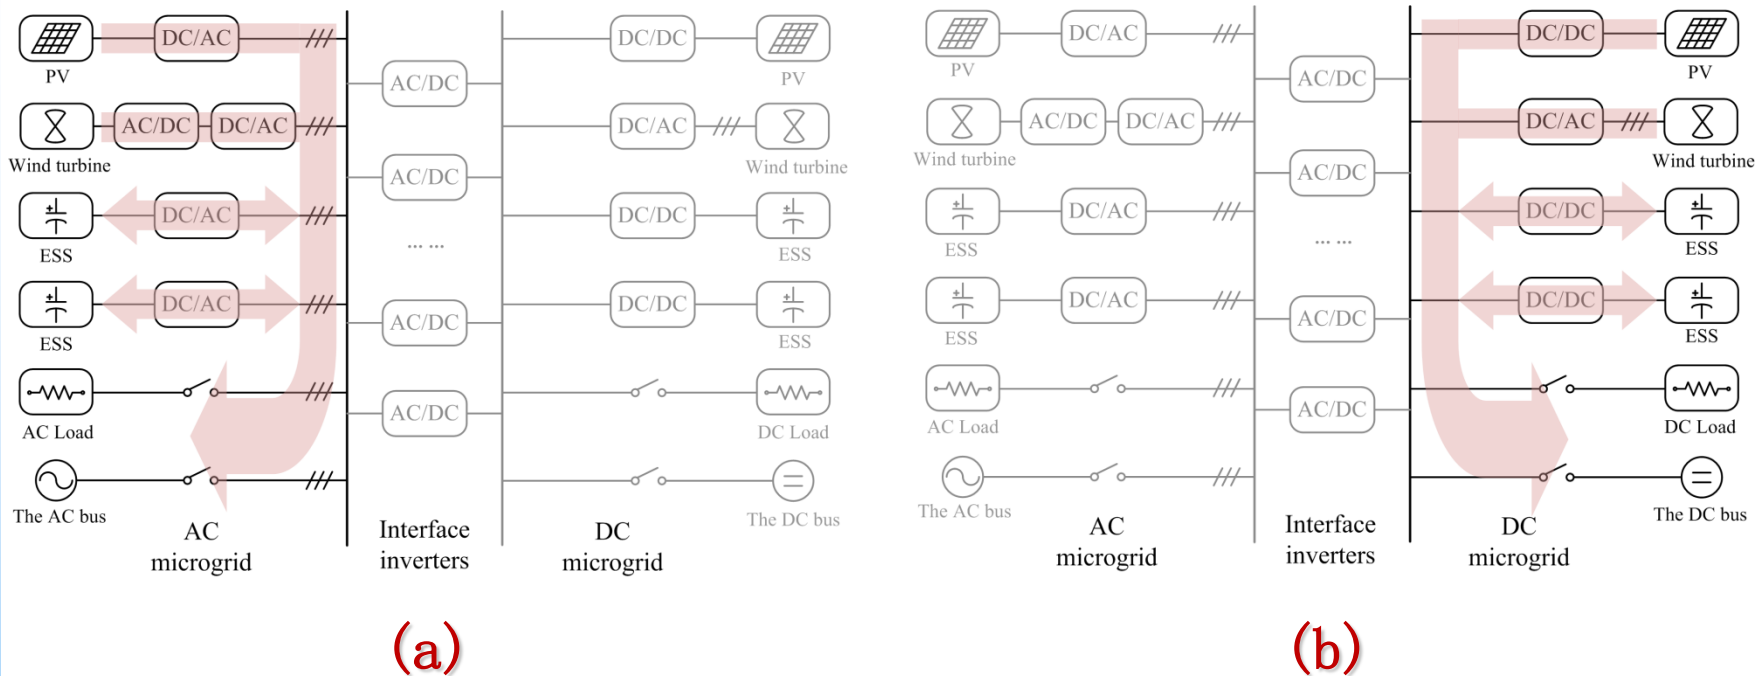 DC/AC
PV
AC/DC
DC/AC
Wind turbine
DC/AC
ESS
DC/AC
ESS
AC Load
The AC bus
AC
microgrid
AC/DC
AC/DC
... ...
AC/DC
AC/DC
Interface
inverters
DC/DC
PV
DC/AC
Wind turbine
DC/DC
ESS
DC/DC
ESS
DC Load
The DC bus
DC
microgrid
(a)
DC/AC
PV
AC/DC
DC/AC
Wind turbine
DC/AC
ESS
DC/AC
ESS
AC Load
The AC bus
AC
microgrid
AC/DC
AC/DC
... ...
AC/DC
AC/DC
Interface
inverters
DC/DC
PV
DC/AC
Wind turbine
DC/DC
ESS
DC/DC
ESS
DC Load
The DC bus
DC
microgrid
(b)